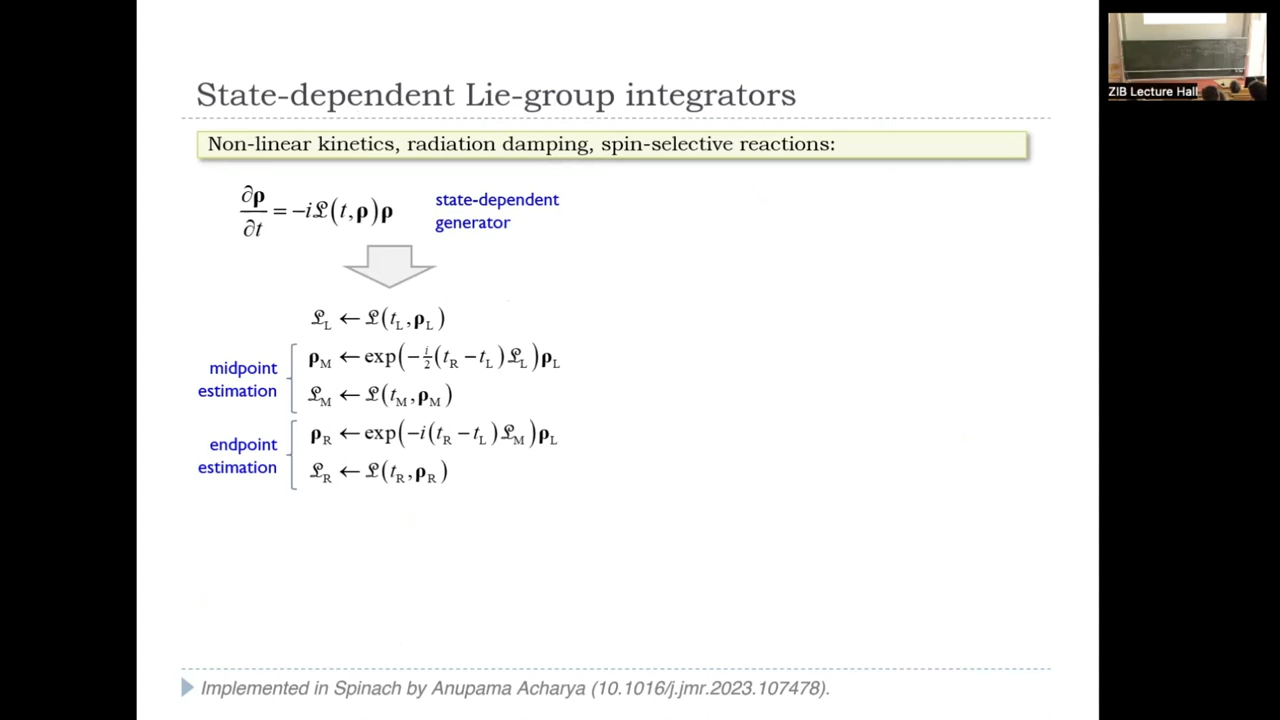 State-dependent Lie-group integrators
Non-linear kinetics, radiation damping, spin-selective reactions:
∂ρ/∂t = −iℒ(t,ρ)ρ
state-dependent
generator
ℒ_L ← ℒ(t_L,ρ_L)
midpoint
estimation
ρ_M ← exp(−i/2(t_R − t_L)ℒ_L)ρ_L
ℒ_M ← ℒ(t_M,ρ_M)
endpoint
estimation
ρ_R ← exp(−i(t_R − t_L)ℒ_M)ρ_L
ℒ_R ← ℒ(t_R,ρ_R)
Implemented in Spinach by Anupama Acharya (10.1016/j.jmr.2023.107478).
ZIB Lecture Hall